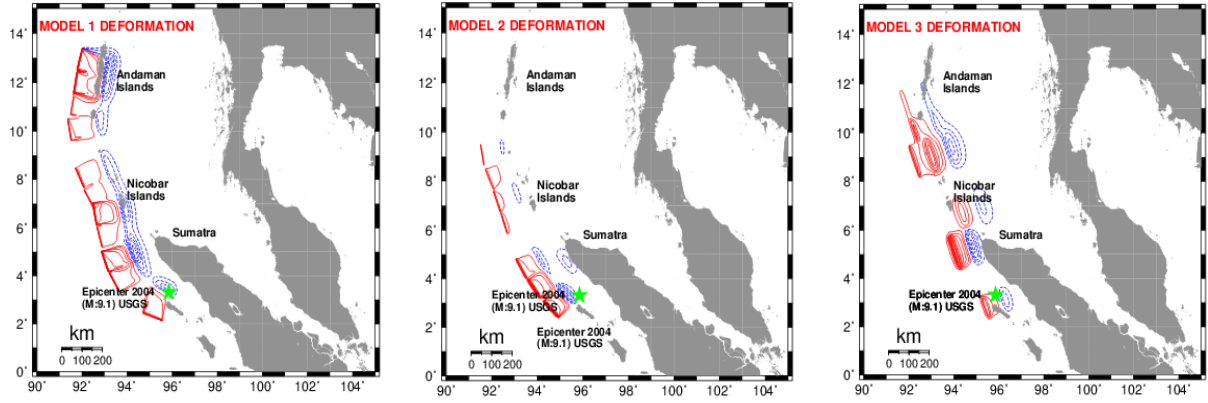 MODEL 1 DEFORMATION
14°
Andaman
Islands
12°
10°
8°
Nicobar
Islands
6°
Sumatra
4°
Epicenter 2004
(M:9.1) USGS
2°
km
0 100 200
0°
90° 92° 94° 96° 98° 100° 102° 104°
MODEL 2 DEFORMATION
14°
Andaman
Islands
12°
10°
8°
Nicobar
Islands
6°
Sumatra
4°
Epicenter 2004
(M:9.1) USGS
Epicenter 2004
(M:9.1) USGS
2°
km
0 100 200
0°
90° 92° 94° 96° 98° 100° 102° 104°
MODEL 3 DEFORMATION
14°
Andaman
Islands
12°
10°
8°
Nicobar
Islands
6°
Sumatra
4°
Epicenter 2004
(M:9.1) USGS
2°
km
0 100 200
0°
90° 92° 94° 96° 98° 100° 102° 104°